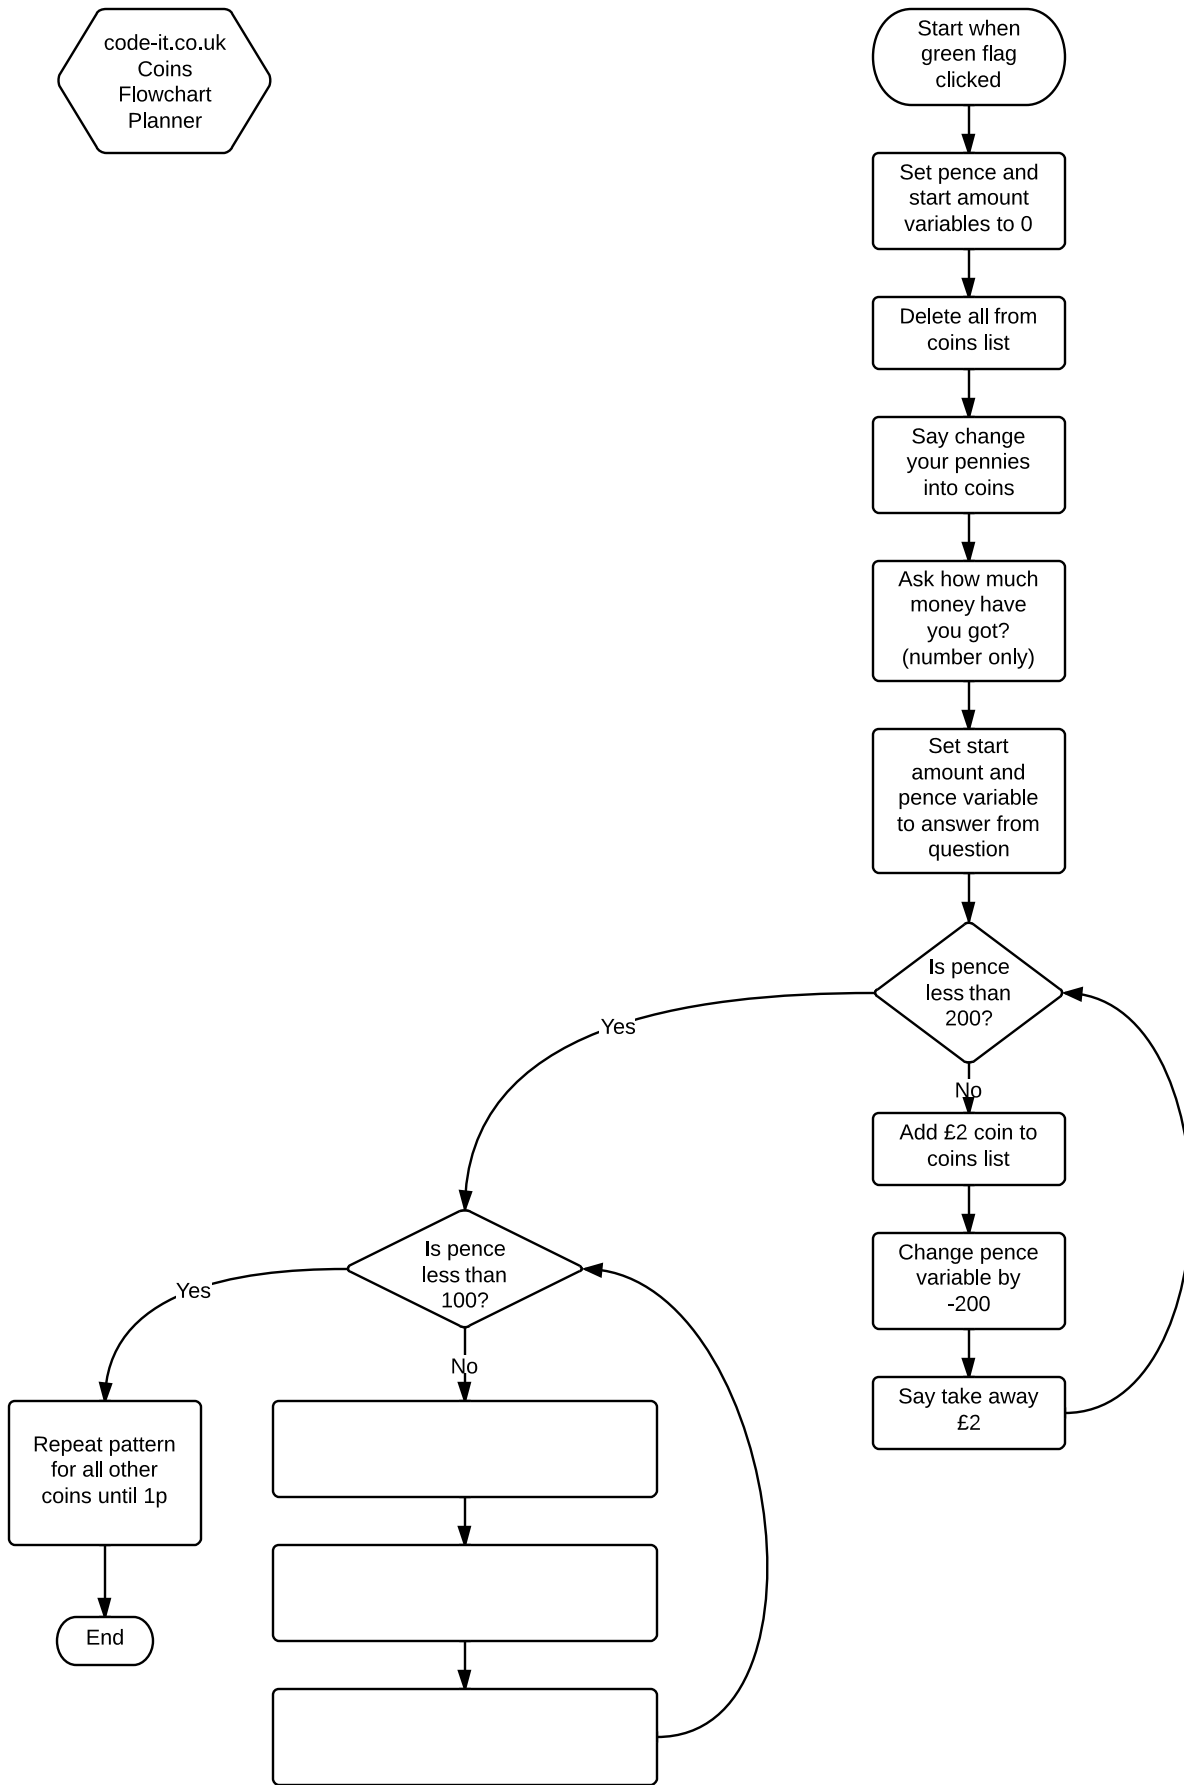 code-it.co.uk
Coins
Flowchart
Planner
Start when
green flag
clicked
Set pence and
start amount
variables to 0
Delete all from
coins list
Say change
your pennies
into coins
Ask how much
money have
you got?
(number only)
Set start
amount and
pence variable
to answer from
question
Is pence
less than
200?
Yes
No
Add £2 coin to
coins list
Change pence
variable by
-200
Say take away
£2
Is pence
less than
100?
Yes
No
Repeat pattern
for all other
coins until 1p
End